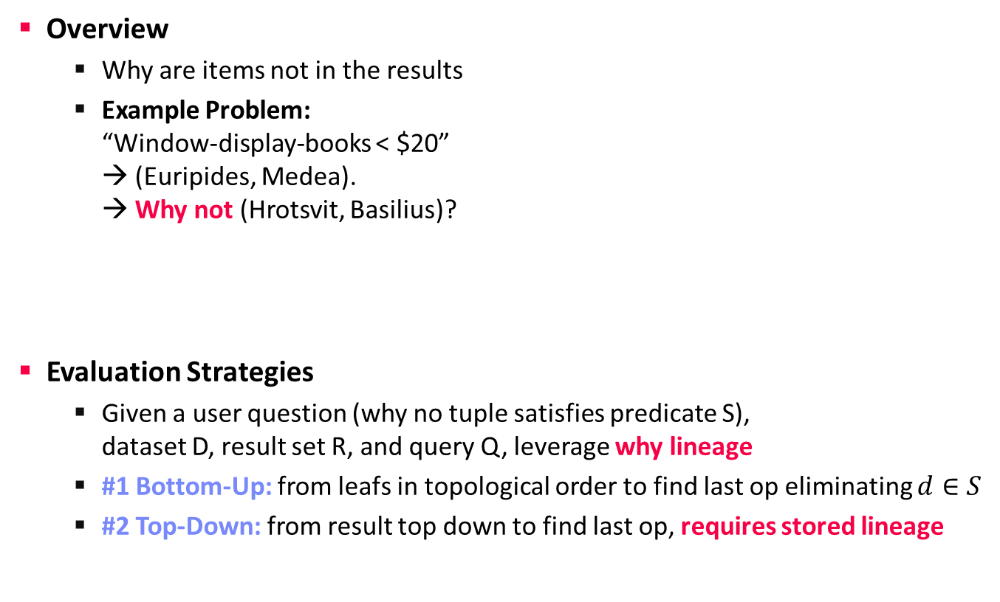 ▪ Overview
▪ Why are items not in the results
▪ Example Problem:
“Window-display-books < $20”
→ (Euripides, Medea).
→ Why not (Hrotsvit, Basilius)?
▪ Evaluation Strategies
▪ Given a user question (why no tuple satisfies predicate S),
dataset D, result set R, and query Q, leverage why lineage
▪ #1 Bottom-Up: from leafs in topological order to find last op eliminating d ∈ S
▪ #2 Top-Down: from result top down to find last op, requires stored lineage